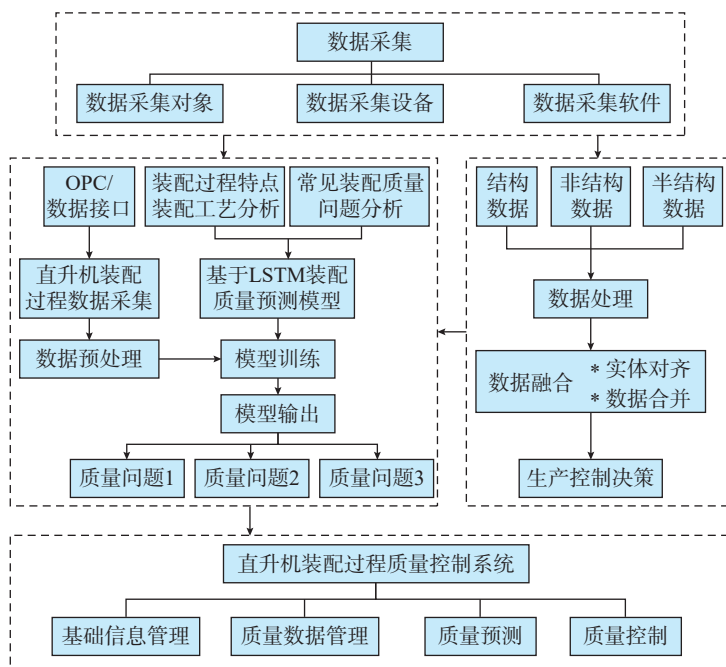 数据采集
数据采集对象
数据采集设备
数据采集软件
OPC/
数据接口
装配过程特点
装配工艺分析
常见装配质量
问题分析
直升机装配
过程数据采集
基于LSTM装配
质量预测模型
数据预处理
模型训练
模型输出
质量问题1
质量问题2
质量问题3
结构
数据
非结构
数据
半结构
数据
数据处理
数据融合
* 实体对齐
* 数据合并
生产控制决策
直升机装配过程质量控制系统
基础信息管理
质量数据管理
质量预测
质量控制